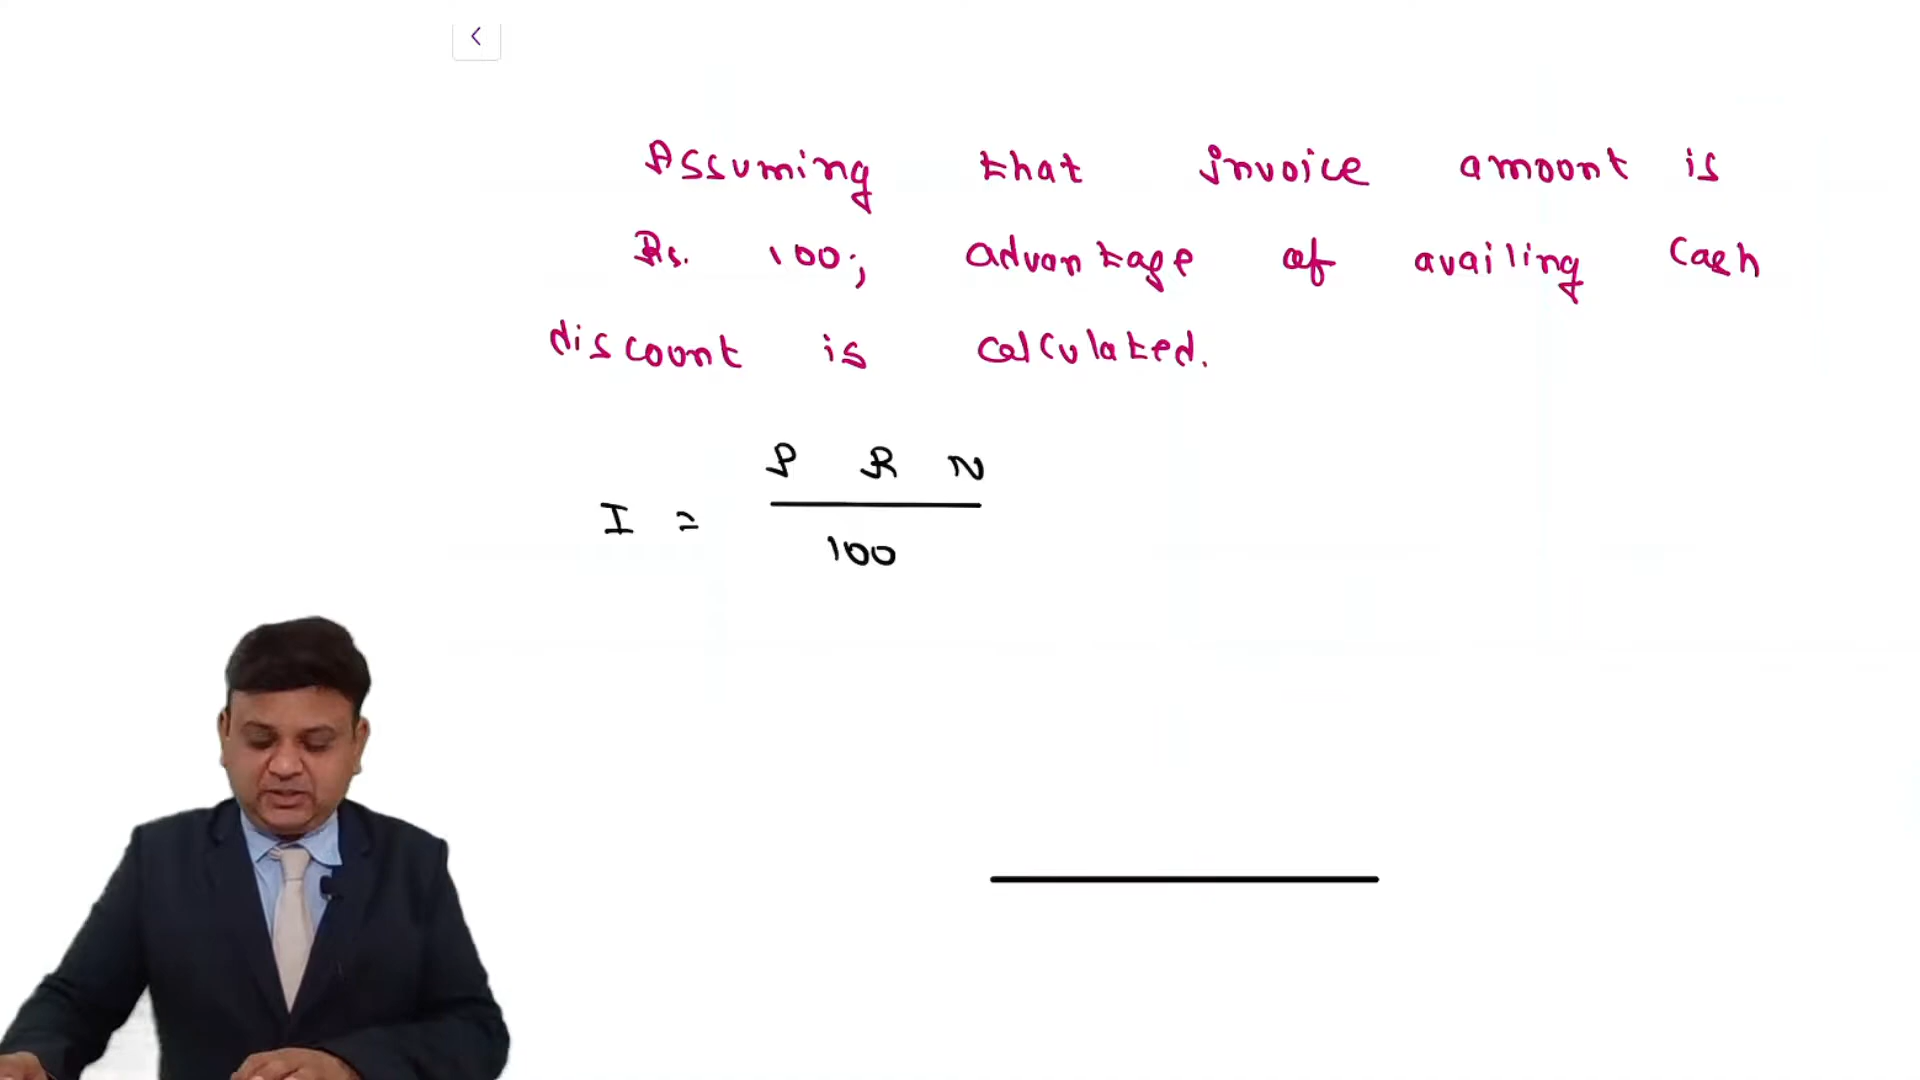 Assuming that invoice amount is
Rs. 100; advantage of availing cash
discount is calculated.
I = P R N
100